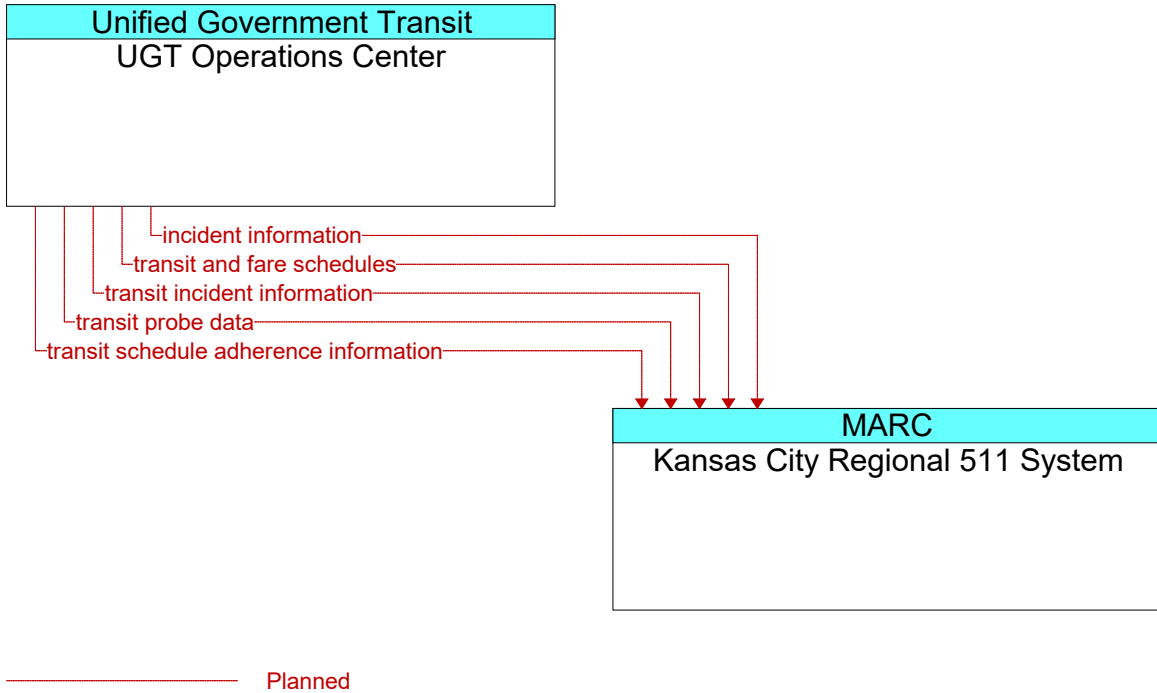 Unified Government Transit
UGT Operations Center
incident information
transit and fare schedules
transit incident information
transit probe data
transit schedule adherence information
MARC
Kansas City Regional 511 System
Planned